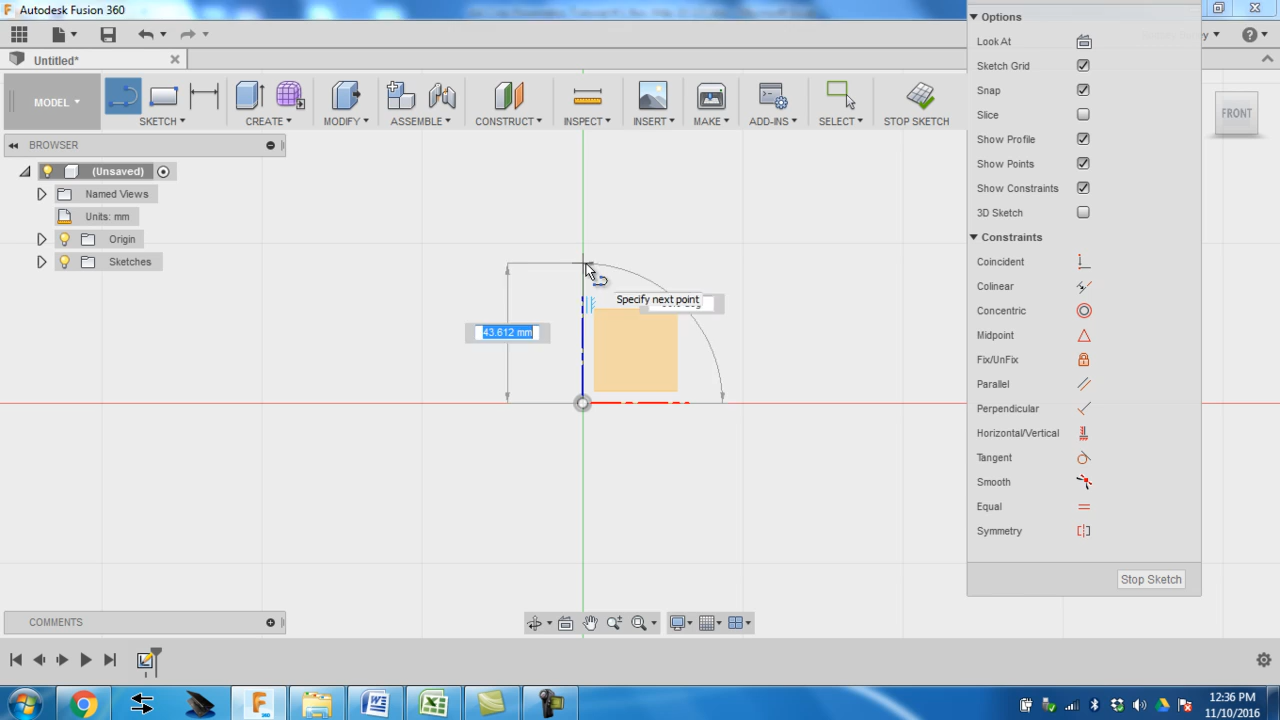 Autodesk Fusion 360
Untitled*
MODEL
SKETCH
CREATE
MODIFY
ASSEMBLE
CONSTRUCT
INSPECT
INSERT
MAKE
ADD-INS
SELECT
STOP SKETCH
BROWSER
(Unsaved)
Named Views
Units: mm
Origin
Sketches
43.612 mm
Specify next point
FRONT
Options
Look At
Sketch Grid
Snap
Slice
Show Profile
Show Points
Show Constraints
3D Sketch
Constraints
Coincident
Colinear
Concentric
Midpoint
Fix/UnFix
Parallel
Perpendicular
Horizontal/Vertical
Tangent
Smooth
Equal
Symmetry
Stop Sketch
COMMENTS
12:36 PM
11/10/2016